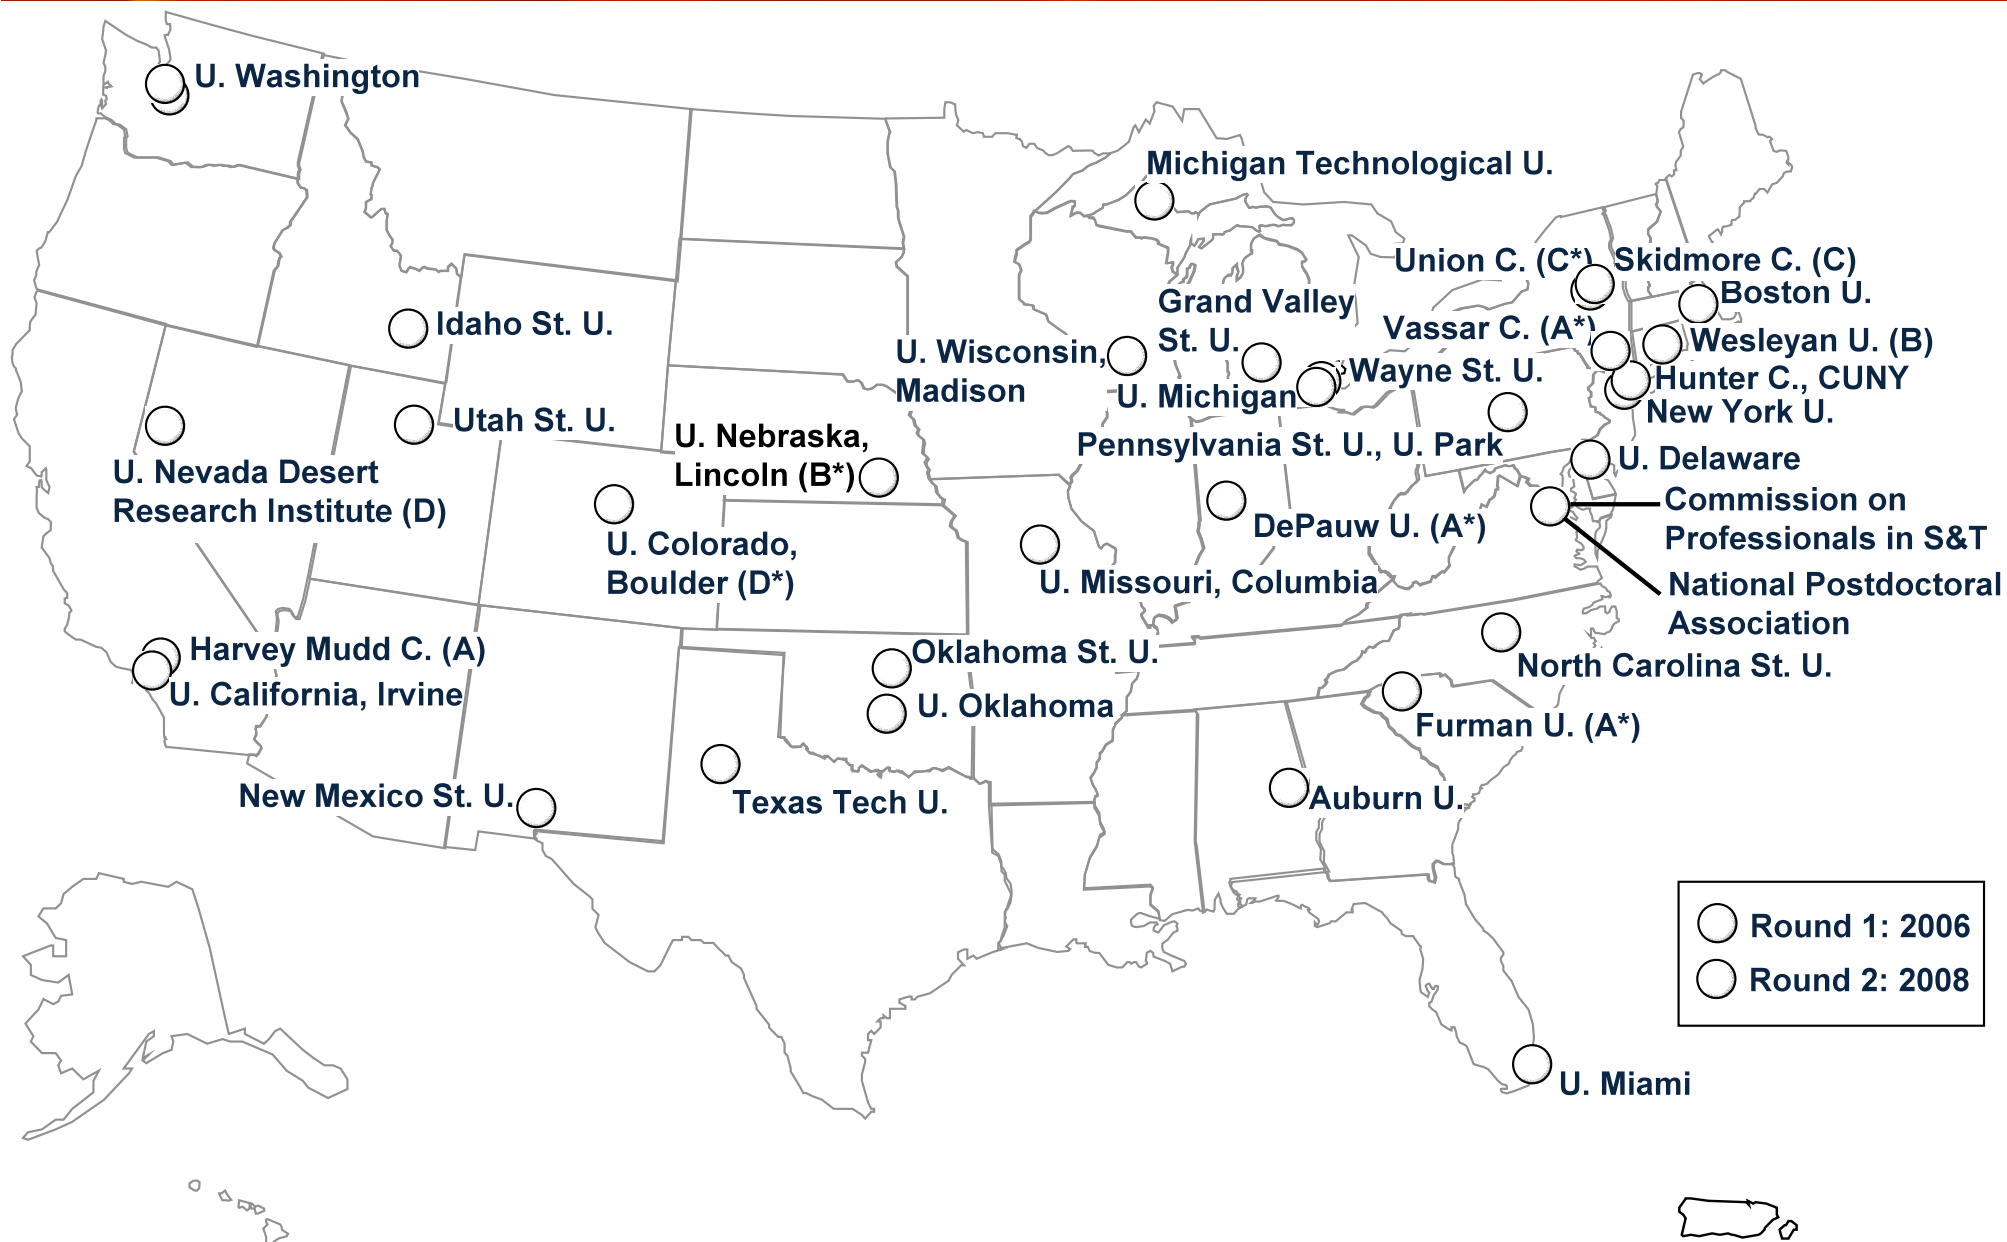 U. Washington
Michigan Technological U.
Union C. (C*)
Skidmore C. (C)
Boston U.
Grand Valley
St. U.
Idaho St. U.
Vassar C. (A*)
Wesleyan U. (B)
U. Wisconsin,
Madison
Wayne St. U.
Hunter C., CUNY
U. Michigan
New York U.
Utah St. U.
U. Nebraska,
Lincoln (B*)
Pennsylvania St. U., U. Park
U. Delaware
U. Nevada Desert
Research Institute (D)
Commission on
Professionals in S&T
DePauw U. (A*)
U. Colorado,
Boulder (D*)
U. Missouri, Columbia
National Postdoctoral
Association
Harvey Mudd C. (A)
U. California, Irvine
Oklahoma St. U.
North Carolina St. U.
U. Oklahoma
Furman U. (A*)
New Mexico St. U.
Texas Tech U.
Auburn U.
Round 1: 2006
Round 2: 2008
U. Miami